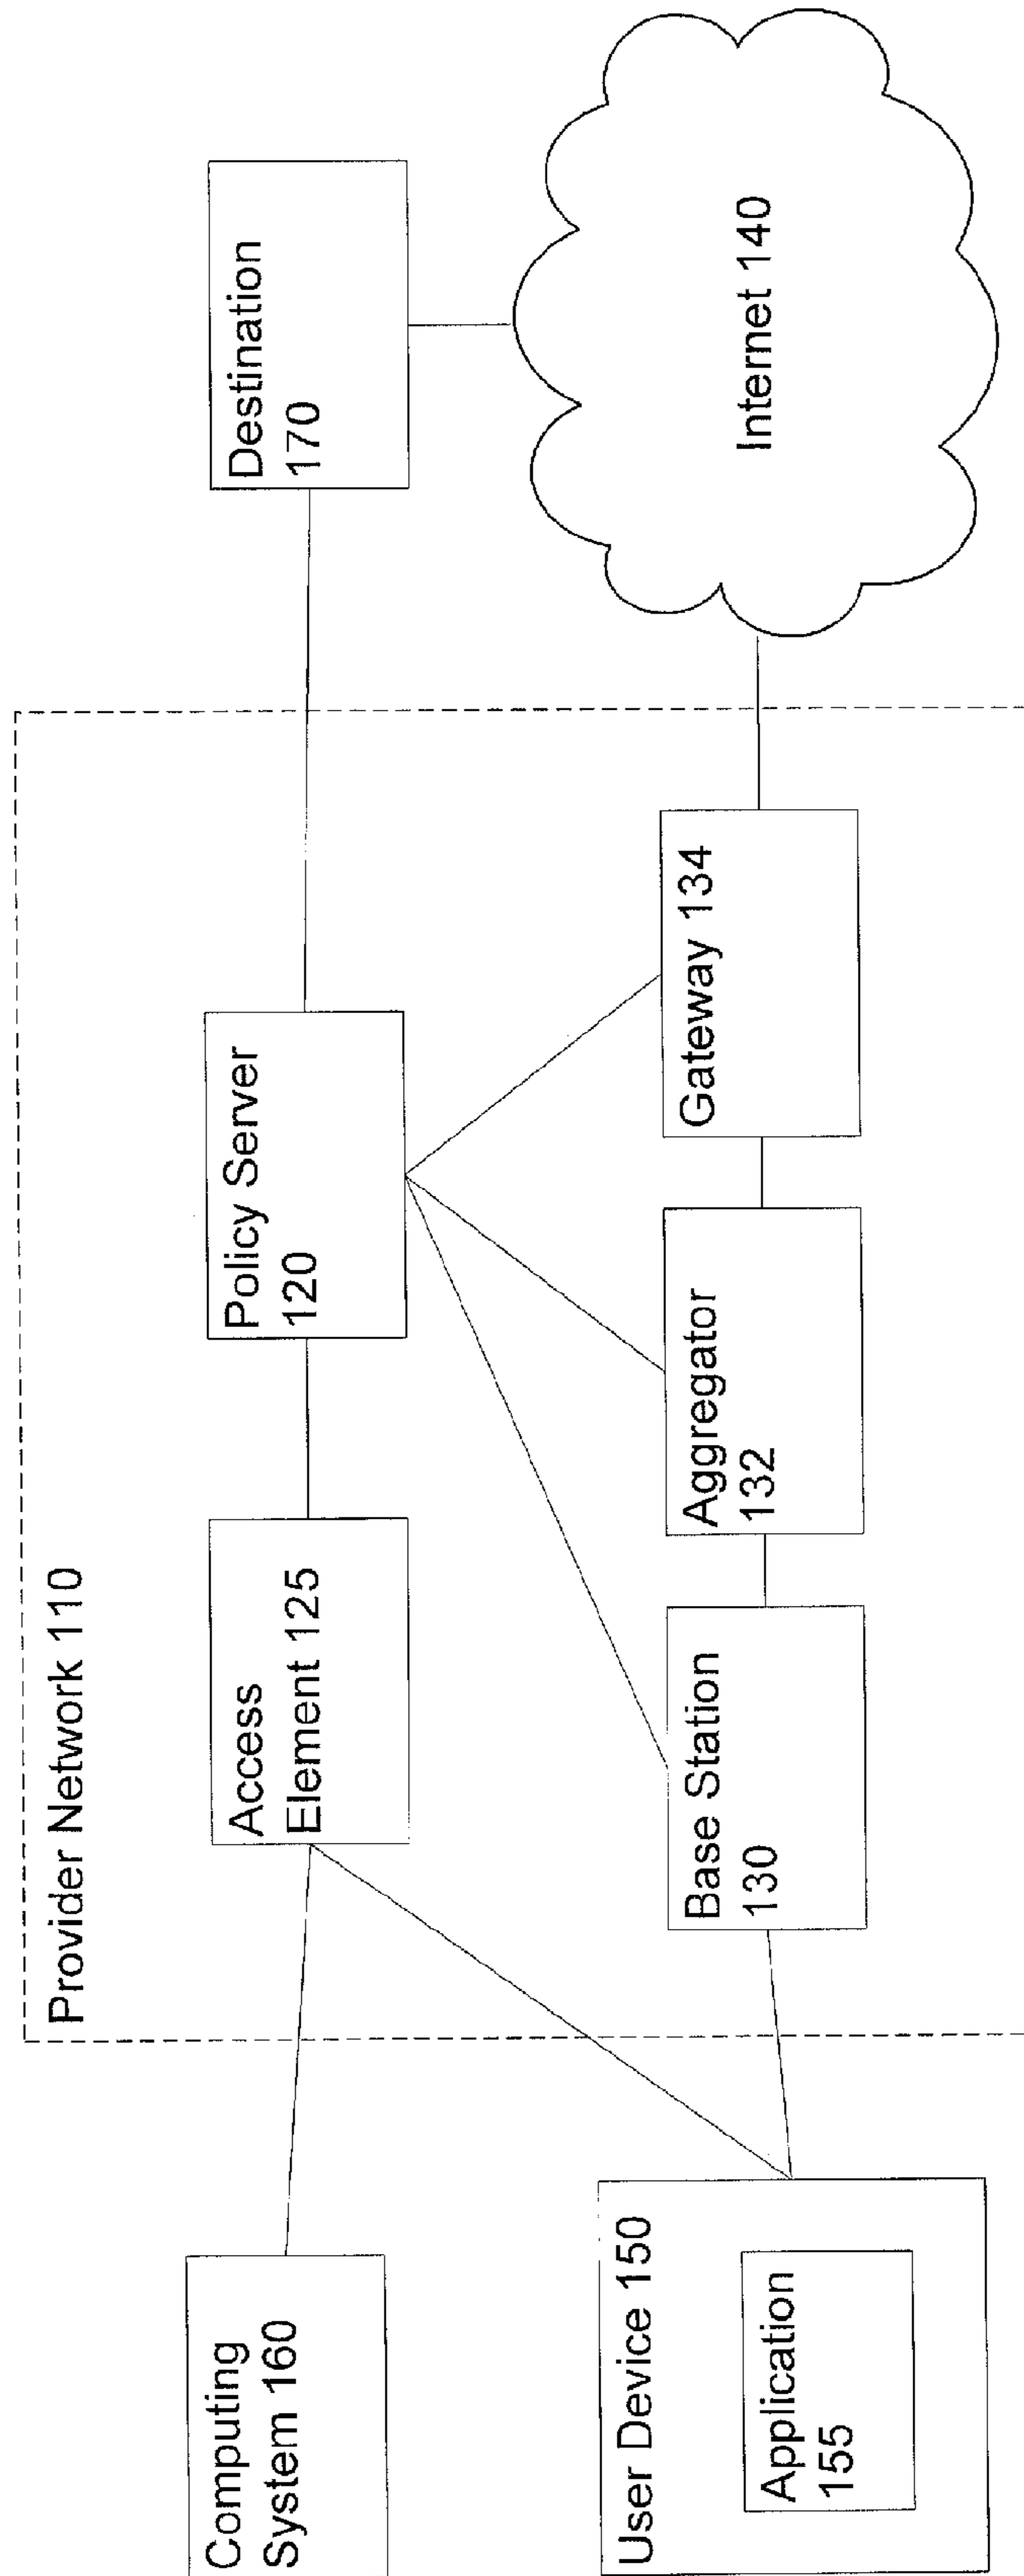 Provider Network 110
Computing
System 160
Access
Element 125
Policy Server
120
Destination
170
User Device 150
Application
155
Base Station
130
Aggregator
132
Gateway 134
Internet 140